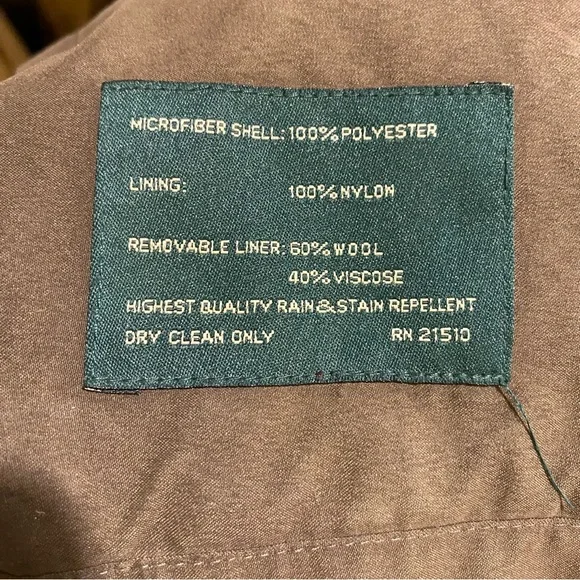 MICROFIBER SHELL: 100% POLYESTER
LINING: 100% NYLON
REMOVABLE LINER: 60% WOOL
40% VISCOSE
HIGHEST QUALITY RAIN & STAIN REPELLENT
DRY CLEAN ONLY RN 21510